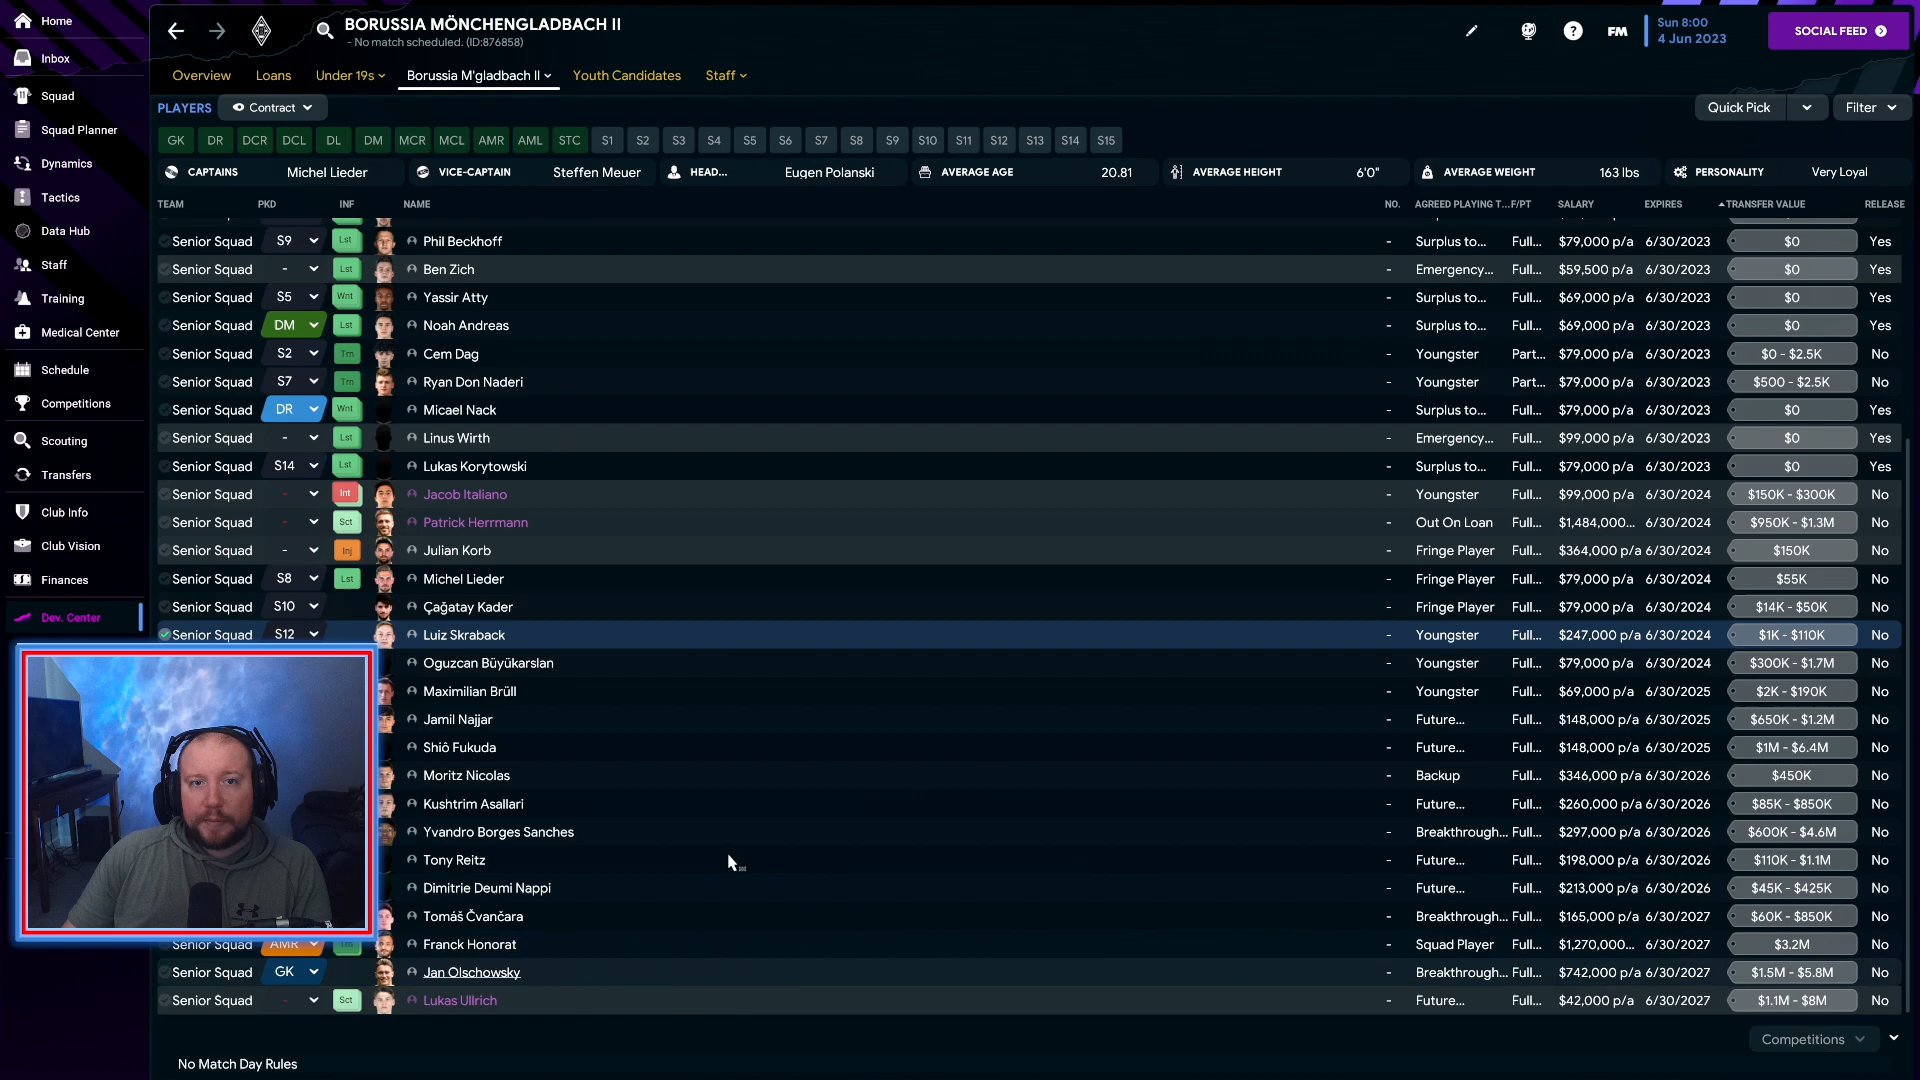 Home
Inbox
Squad
Squad Planner
Dynamics
Tactics
Data Hub
Staff
Training
Medical Center
Schedule
Competitions
Scouting
Transfers
Club Info
Club Vision
Finances
Dev. Center
BORUSSIA MÖNCHENGLADBACH II
- No match scheduled. (ID:876858)
? FM Sun 8:00
4 Jun 2023
SOCIAL FEED
Overview Loans Under 19s Borussia M'gladbach II Youth Candidates Staff
PLAYERS Contract Quick Pick Filter
GK DR DCR DCL DL DM MCR MCL AMR AML STC S1 S2 S3 S4 S5 S6 S7 S8 S9 S10 S11 S12 S13 S14 S15
CAPTAINS Michel Lieder VICE-CAPTAIN Steffen Meuer HEAD... Eugen Polanski AVERAGE AGE 20.81 AVERAGE HEIGHT 6'0" AVERAGE WEIGHT 163 lbs PERSONALITY Very Loyal
TEAM PKD INF NAME NO. AGREED PLAYING T... F/PT SALARY EXPIRES TRANSFER VALUE RELEASE
Senior Squad S9 Lst Phil Beckhoff - Surplus to... Full... $79,000 p/a 6/30/2023 $0 Yes
Senior Squad - Lst Ben Zich - Emergency... Full... $59,500 p/a 6/30/2023 $0 Yes
Senior Squad S5 Wnt Yassir Atty - Surplus to... Full... $69,000 p/a 6/30/2023 $0 Yes
Senior Squad DM Lst Noah Andreas - Surplus to... Full... $69,000 p/a 6/30/2023 $0 Yes
Senior Squad S2 Trn Cem Dag - Youngster Part... $79,000 p/a 6/30/2023 $0 - $2.5K No
Senior Squad S7 Trn Ryan Don Naderi - Youngster Part... $79,000 p/a 6/30/2023 $500 - $2.5K No
Senior Squad DR Wnt Micael Nack - Surplus to... Full... $79,000 p/a 6/30/2023 $0 Yes
Senior Squad - Lst Linus Wirth - Emergency... Full... $99,000 p/a 6/30/2023 $0 Yes
Senior Squad S14 Lst Lukas Korytowski - Surplus to... Full... $79,000 p/a 6/30/2023 $0 Yes
Senior Squad - Int Jacob Italiano - Youngster Full... $99,000 p/a 6/30/2024 $150K - $300K No
Senior Squad - Sct Patrick Herrmann - Out On Loan Full... $1,484,000... 6/30/2024 $950K - $1.3M No
Senior Squad - Inj Julian Korb - Fringe Player Full... $364,000 p/a 6/30/2024 $150K No
Senior Squad S8 Lst Michel Lieder - Fringe Player Full... $79,000 p/a 6/30/2024 $55K No
Senior Squad S10 Çağatay Kader - Fringe Player Full... $79,000 p/a 6/30/2024 $14K - $50K No
Senior Squad S12 Luiz Skraback - Youngster Full... $247,000 p/a 6/30/2024 $1K - $110K No
Oguzcan Büyükarslan - Youngster Full... $79,000 p/a 6/30/2024 $300K - $1.7M No
Maximilian Brüll - Youngster Full... $69,000 p/a 6/30/2025 $2K - $190K No
Jamil Najjar - Future... Full... $148,000 p/a 6/30/2025 $650K - $1.2M No
Shiô Fukuda - Future... Full... $148,000 p/a 6/30/2025 $1M - $6.4M No
Moritz Nicolas - Backup Full... $346,000 p/a 6/30/2026 $450K No
Kushtrim Asallari - Future... Full... $260,000 p/a 6/30/2026 $85K - $850K No
Yvandro Borges Sanches - Breakthrough... Full... $297,000 p/a 6/30/2026 $600K - $4.6M No
Tony Reitz - Future... Full... $198,000 p/a 6/30/2026 $110K - $1.1M No
Dimitrie Deumi Nappi - Future... Full... $213,000 p/a 6/30/2026 $45K - $425K No
Tomáš Čvančara - Breakthrough... Full... $165,000 p/a 6/30/2027 $60K - $850K No
Senior Squad AMR Trn Franck Honorat - Squad Player Full... $1,270,000... 6/30/2027 $3.2M No
Senior Squad GK Jan Olschowsky - Breakthrough... Full... $742,000 p/a 6/30/2027 $1.5M - $5.8M No
Senior Squad - Sct Lukas Ullrich - Future... Full... $42,000 p/a 6/30/2027 $1.1M - $8M No
Competitions
No Match Day Rules